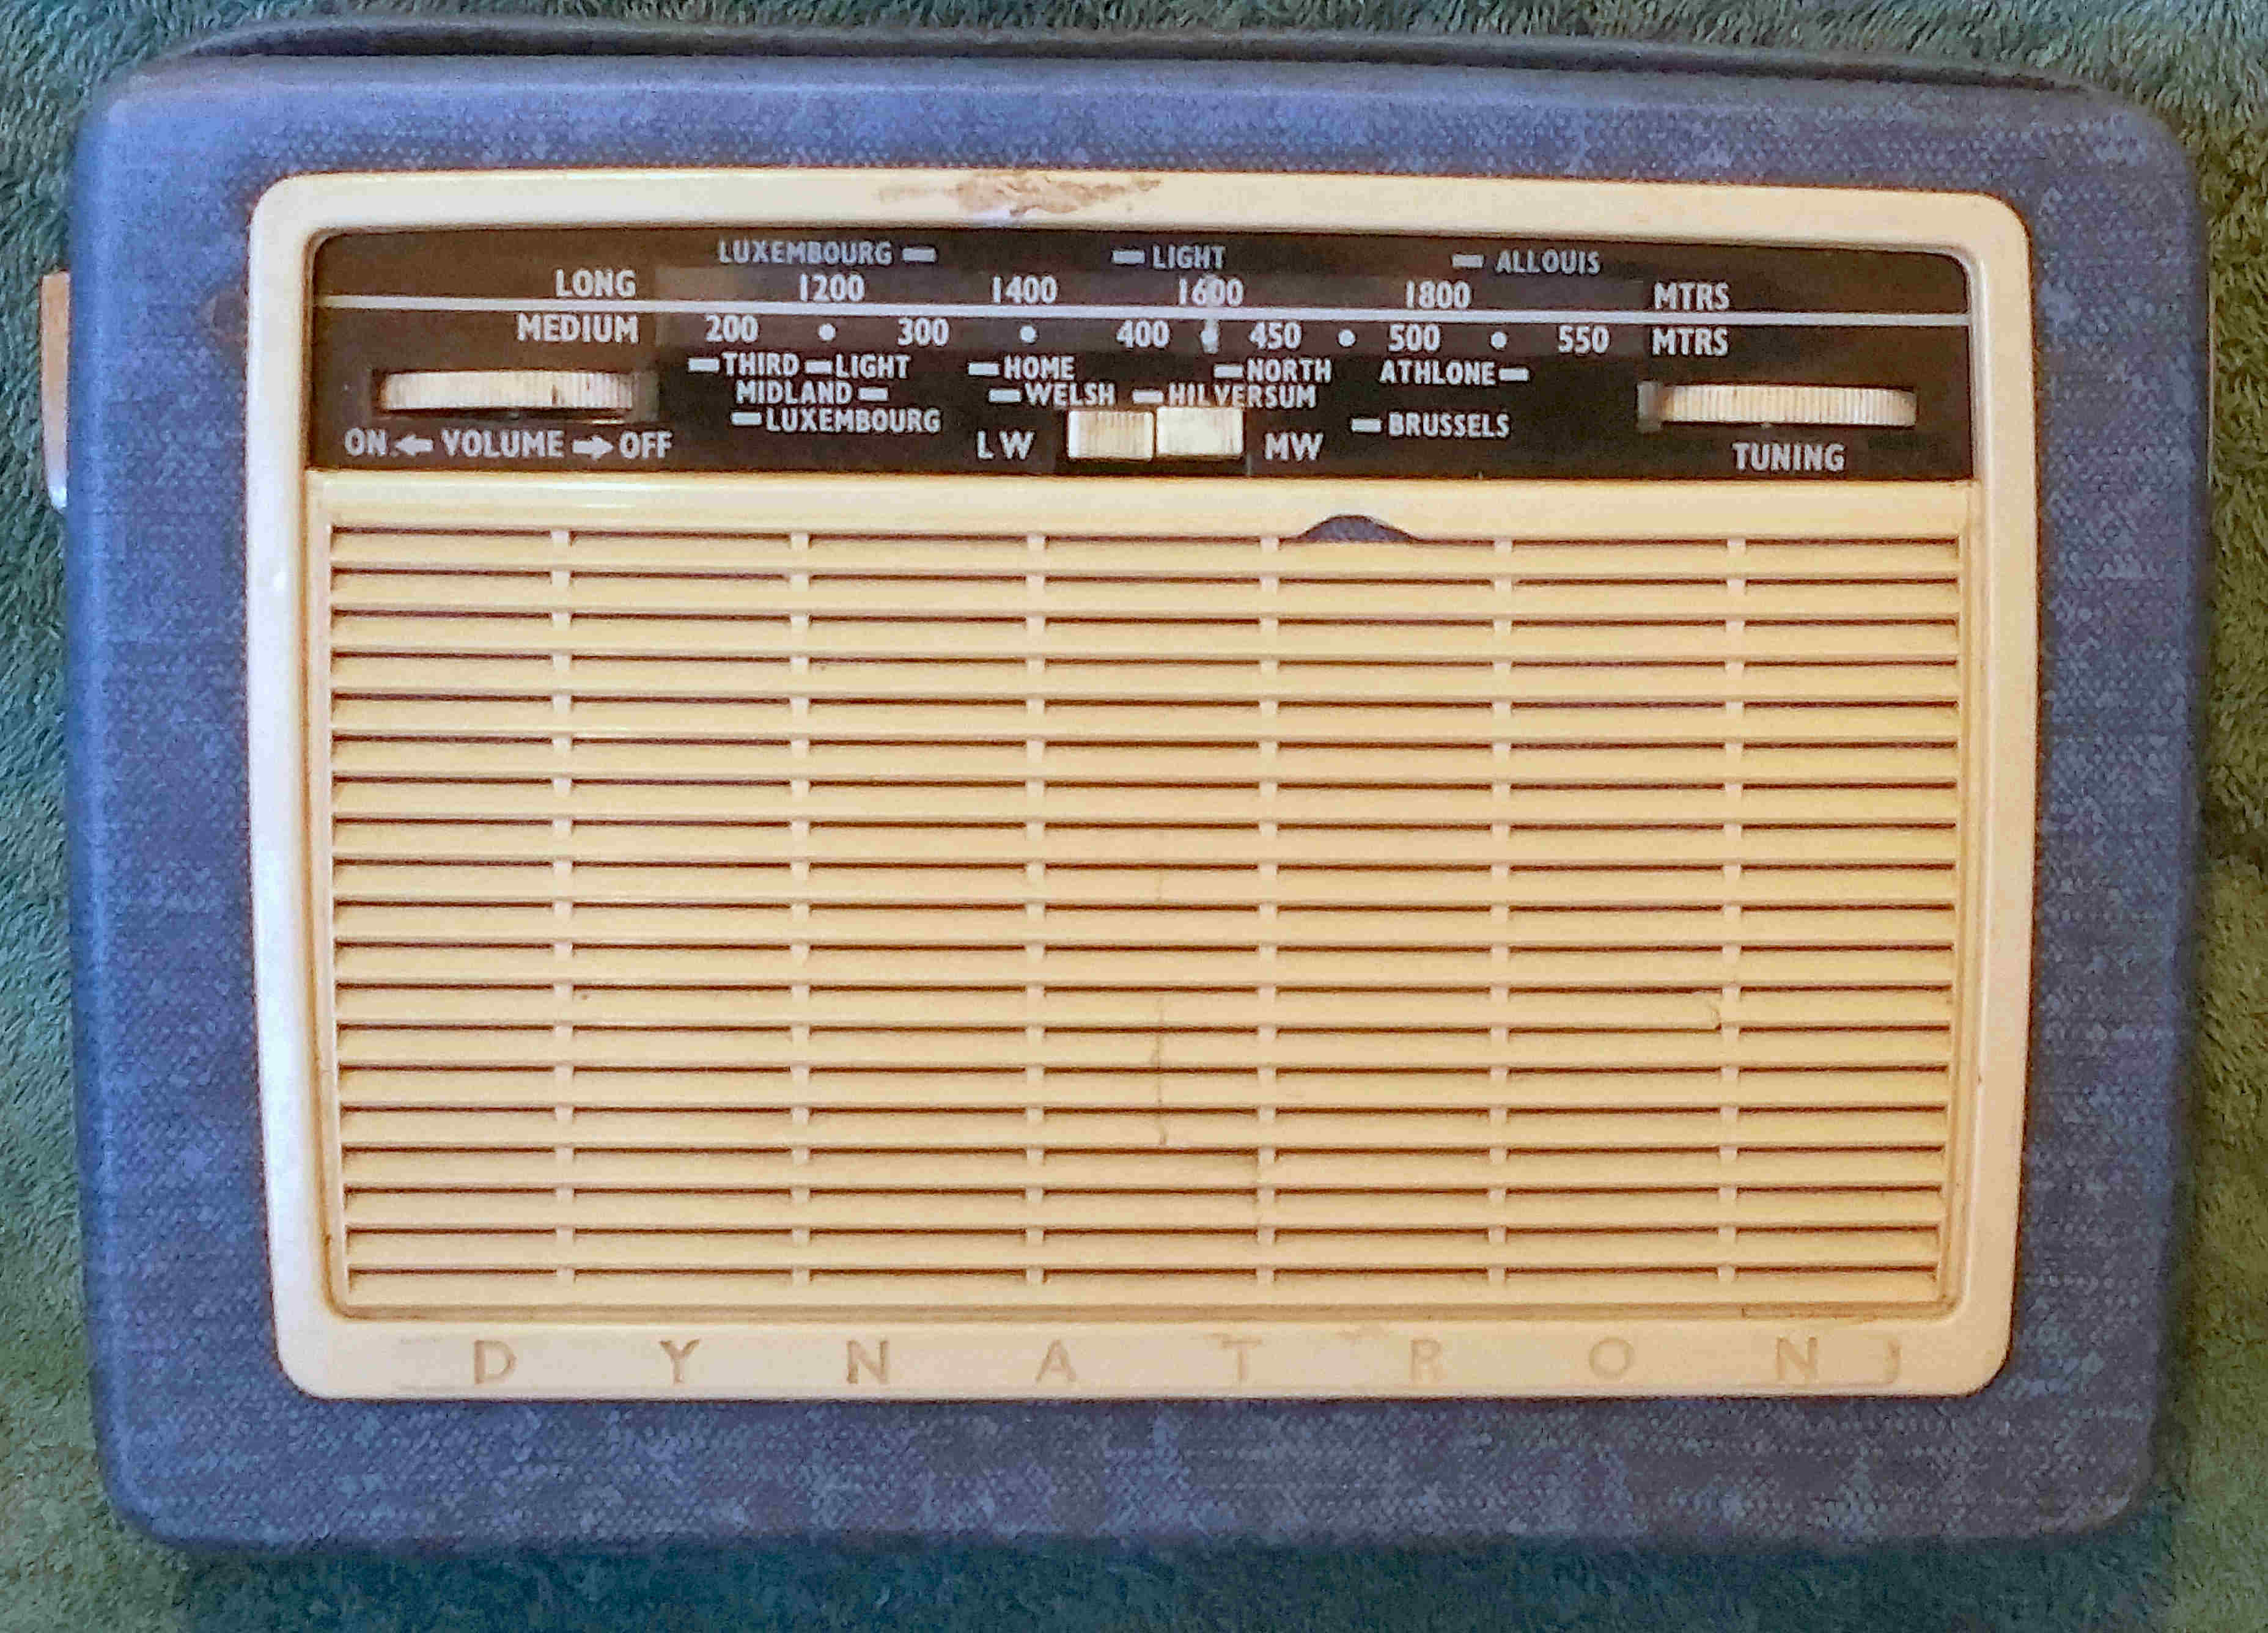 LUXEMBOURG LIGHT ALLOUIS
LONG 1200 1400 1600 1800 MTRS
MEDIUM 200 300 400 450 500 550 MTRS
THIRD LIGHT HOME NORTH ATHLONE
MIDLAND WELSH HILVERSUM
LUXEMBOURG BRUSSELS
ON VOLUME OFF LW MW TUNING
DYNATRON